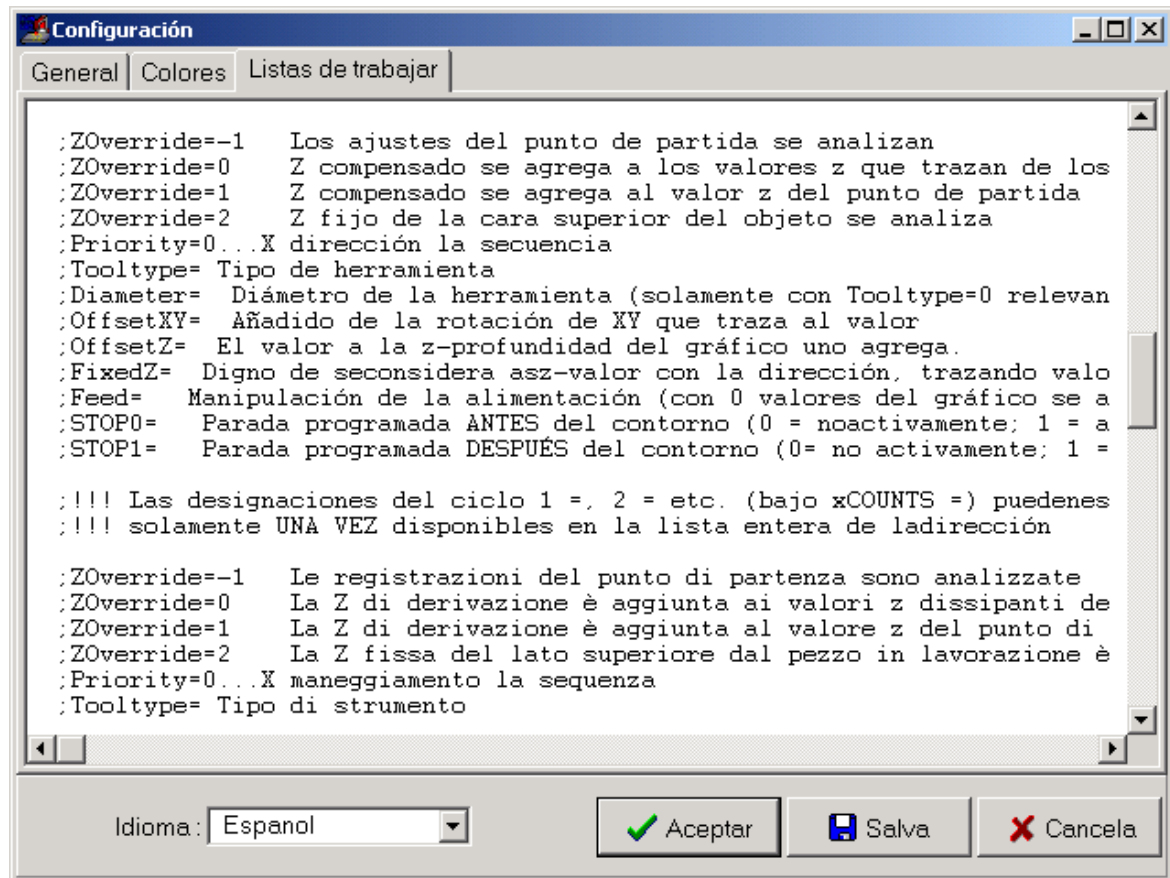 Configuración
General Colores Listas de trabajar
;ZOverride=-1 Los ajustes del punto de partida se analizan
;ZOverride=0 Z compensado se agrega a los valores z que trazan de los
;ZOverride=1 Z compensado se agrega al valor z del punto de partida
;ZOverride=2 Z fijo de la cara superior del objeto se analiza
;Priority=0...X dirección la secuencia
;Tooltype= Tipo de herramienta
;Diameter= Diámetro de la herramienta (solamente con Tooltype=0 relevan
;OffsetXY= Añadido de la rotación de XY que traza al valor
;OffsetZ= El valor a la z-profundidad del gráfico uno agrega.
;FixedZ= Digno de seconsidera asz-valor con la dirección, trazando valo
;Feed= Manipulación de la alimentación (con 0 valores del gráfico se a
;STOP0= Parada programada ANTES del contorno (0 = noactivamente; 1 = a
;STOP1= Parada programada DESPUÉS del contorno (0= no activamente; 1 =
;!!! Las designaciones del ciclo 1 =, 2 = etc. (bajo xCOUNTS =) puedenes
;!!! solamente UNA VEZ disponibles en la lista entera de ladirección
;ZOverride=-1 Le registrazioni del punto di partenza sono analizzate
;ZOverride=0 La Z di derivazione è aggiunta ai valori z dissipanti de
;ZOverride=1 La Z di derivazione è aggiunta al valore z del punto di
;ZOverride=2 La Z fissa del lato superiore dal pezzo in lavorazione è
;Priority=0...X maneggiamento la sequenza
;Tooltype= Tipo di strumento
Idioma : Espanol Aceptar Salva Cancela